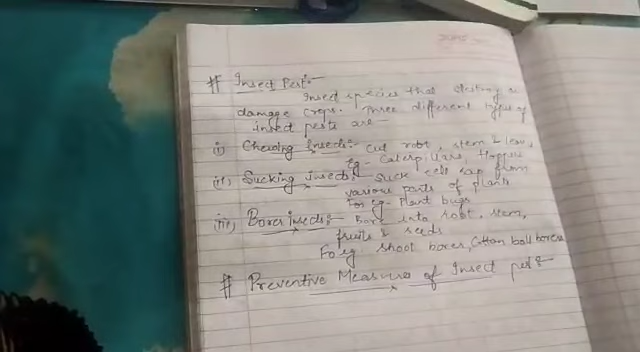 # Insect Pest:-
Insect species that destroy or
damage crops. Three different types of
insect pests are-
i) Chewing Insects:- Cut root, stem & leaves,
Eg- Caterpillars, Hoppers
ii) Sucking Insects:- Suck cell sap from
various parts of plants
For eg- Plant bugs
iii) Borer insects:- Bore into root, stem,
fruits & seeds
For eg. Shoot borer, Cotton boll borers
# Preventive Measure of Insect pest:-